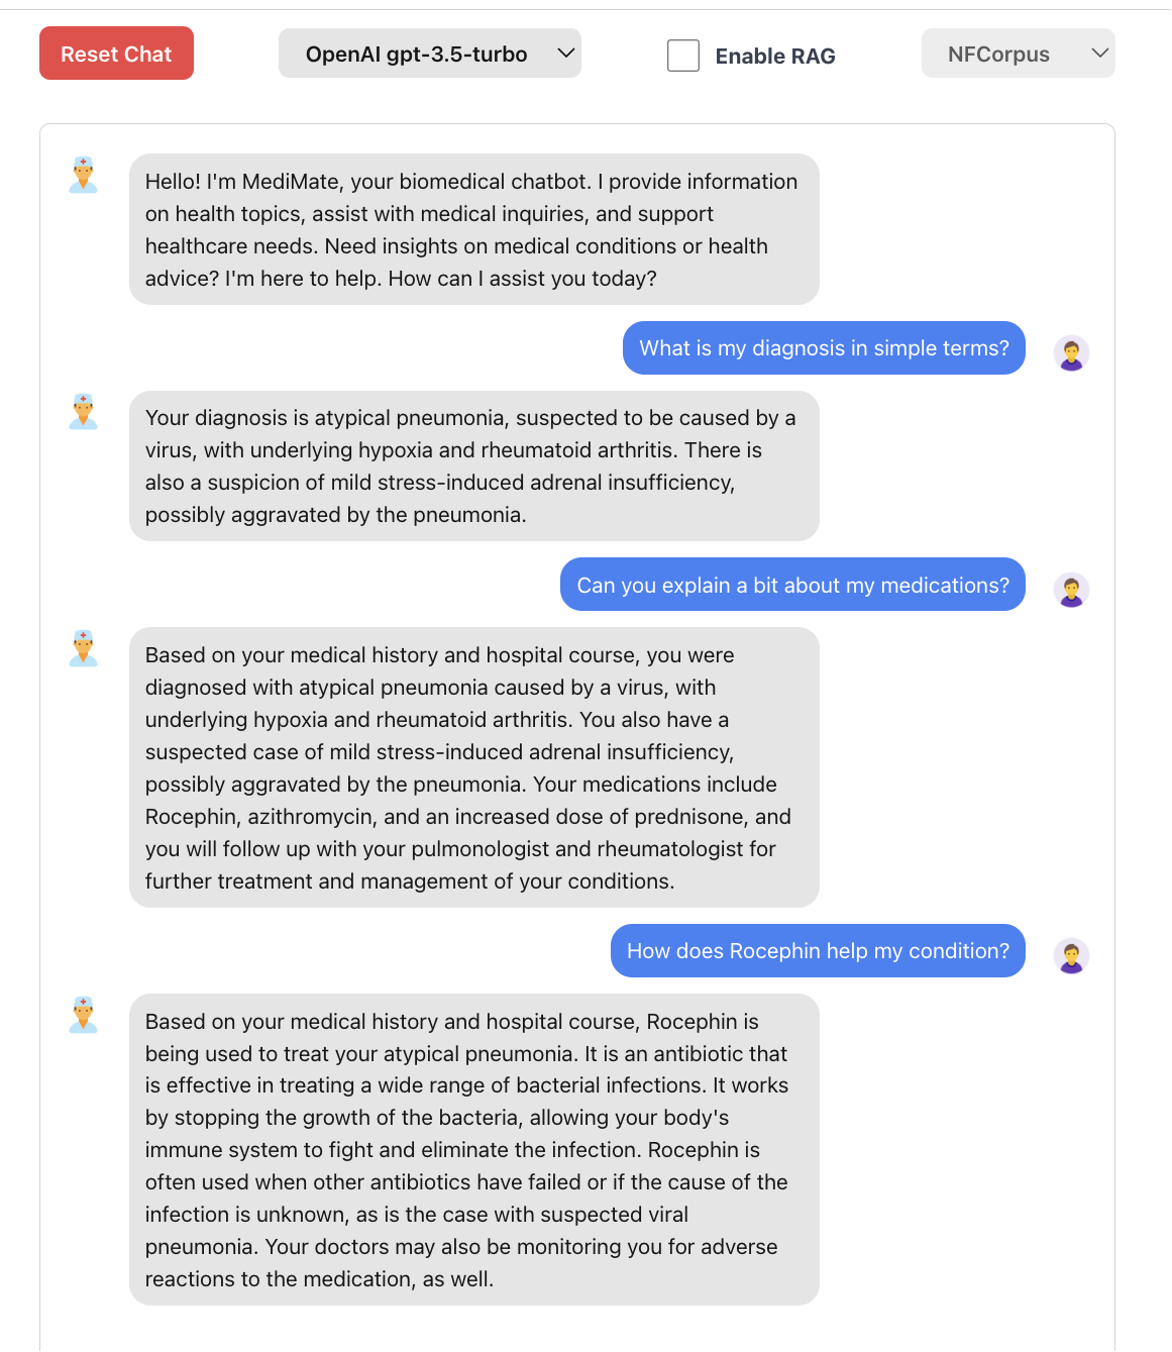 Reset Chat
OpenAI gpt-3.5-turbo
Enable RAG
NFCorpus
Hello! I'm MediMate, your biomedical chatbot. I provide information
on health topics, assist with medical inquiries, and support
healthcare needs. Need insights on medical conditions or health
advice? I'm here to help. How can I assist you today?
What is my diagnosis in simple terms?
Your diagnosis is atypical pneumonia, suspected to be caused by a
virus, with underlying hypoxia and rheumatoid arthritis. There is
also a suspicion of mild stress-induced adrenal insufficiency,
possibly aggravated by the pneumonia.
Can you explain a bit about my medications?
Based on your medical history and hospital course, you were
diagnosed with atypical pneumonia caused by a virus, with
underlying hypoxia and rheumatoid arthritis. You also have a
suspected case of mild stress-induced adrenal insufficiency,
possibly aggravated by the pneumonia. Your medications include
Rocephin, azithromycin, and an increased dose of prednisone, and
you will follow up with your pulmonologist and rheumatologist for
further treatment and management of your conditions.
How does Rocephin help my condition?
Based on your medical history and hospital course, Rocephin is
being used to treat your atypical pneumonia. It is an antibiotic that
is effective in treating a wide range of bacterial infections. It works
by stopping the growth of the bacteria, allowing your body's
immune system to fight and eliminate the infection. Rocephin is
often used when other antibiotics have failed or if the cause of the
infection is unknown, as is the case with suspected viral
pneumonia. Your doctors may also be monitoring you for adverse
reactions to the medication, as well.